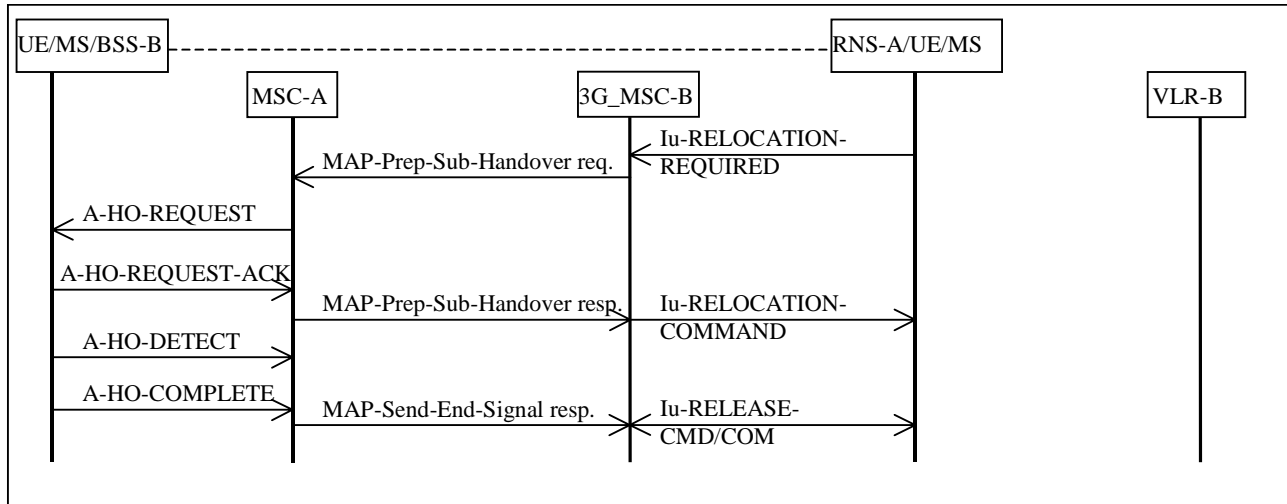 UE/MS/BSS-B
RNS-A/UE/MS
MSC-A
3G_MSC-B
VLR-B
Iu-RELOCATION-
REQUIRED
MAP-Prep-Sub-Handover req.
A-HO-REQUEST
A-HO-REQUEST-ACK
MAP-Prep-Sub-Handover resp.
Iu-RELOCATION-
COMMAND
A-HO-DETECT
A-HO-COMPLETE
MAP-Send-End-Signal resp.
Iu-RELEASE-
CMD/COM